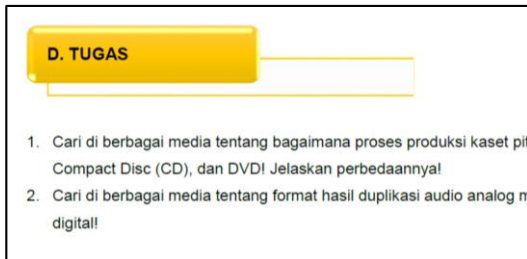 D. TUGAS
1. Cari di berbagai media tentang bagaimana proses produksi kaset
Compact Disc (CD), dan DVD! Jelaskan perbedaannya!
2. Cari di berbagai media tentang format hasil duplikasi audio analog
digital!